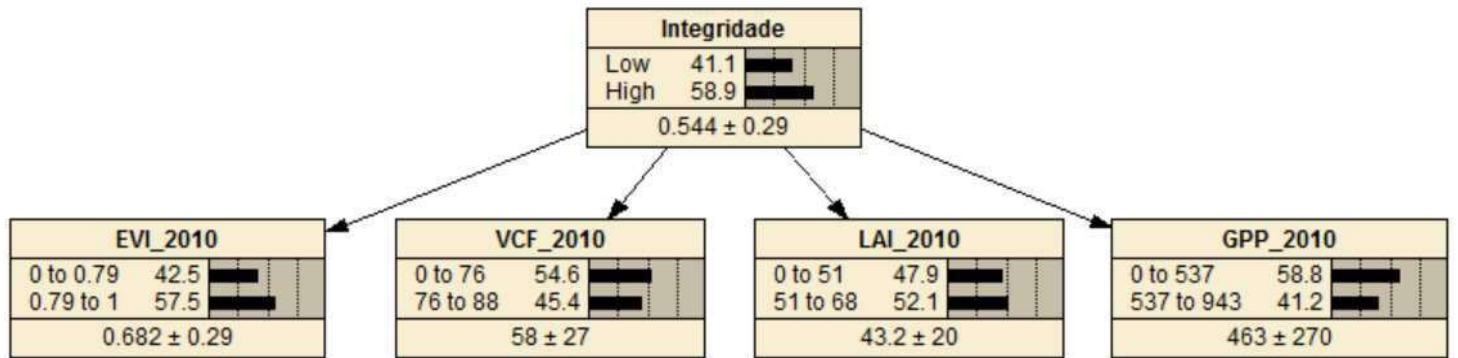 Integridade
Low 41.1
High 58.9
0.544 ± 0.29
EVI_2010
0 to 0.79 42.5
0.79 to 1 57.5
0.682 ± 0.29
VCF_2010
0 to 76 54.6
76 to 88 45.4
58 ± 27
LAI_2010
0 to 51 47.9
51 to 68 52.1
43.2 ± 20
GPP_2010
0 to 537 58.8
537 to 943 41.2
463 ± 270